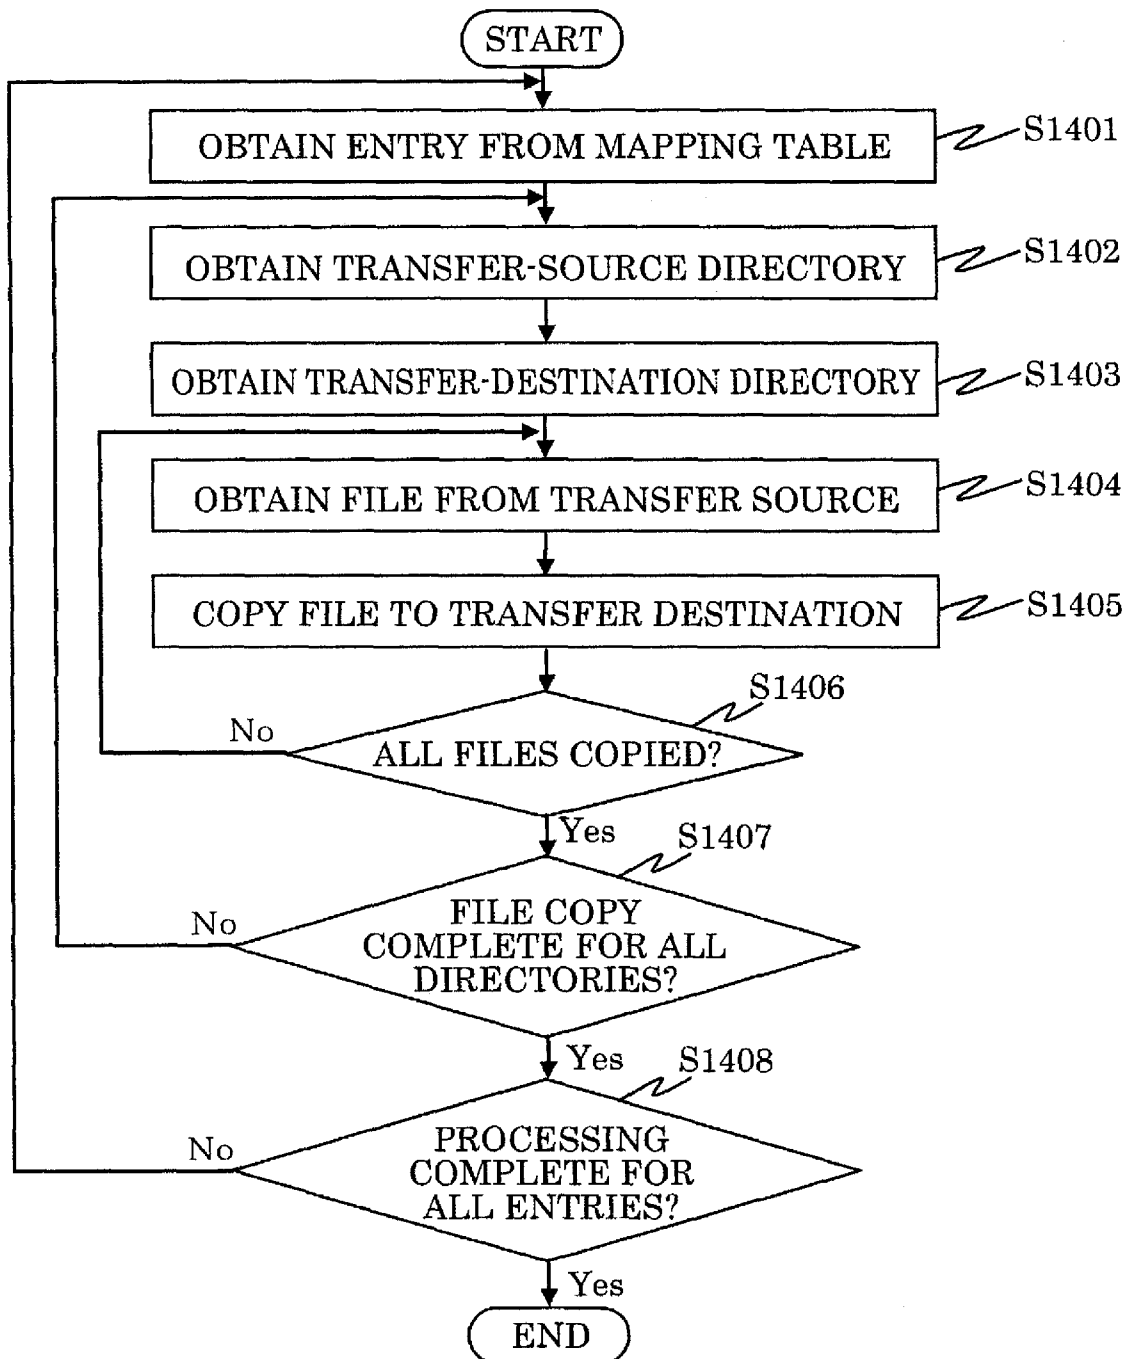 START
OBTAIN ENTRY FROM MAPPING TABLE
S1401
OBTAIN TRANSFER-SOURCE DIRECTORY
S1402
OBTAIN TRANSFER-DESTINATION DIRECTORY
S1403
OBTAIN FILE FROM TRANSFER SOURCE
S1404
COPY FILE TO TRANSFER DESTINATION
S1405
S1406
No
ALL FILES COPIED?
Yes
S1407
No
FILE COPY
COMPLETE FOR ALL
DIRECTORIES?
Yes
S1408
No
PROCESSING
COMPLETE FOR
ALL ENTRIES?
Yes
END